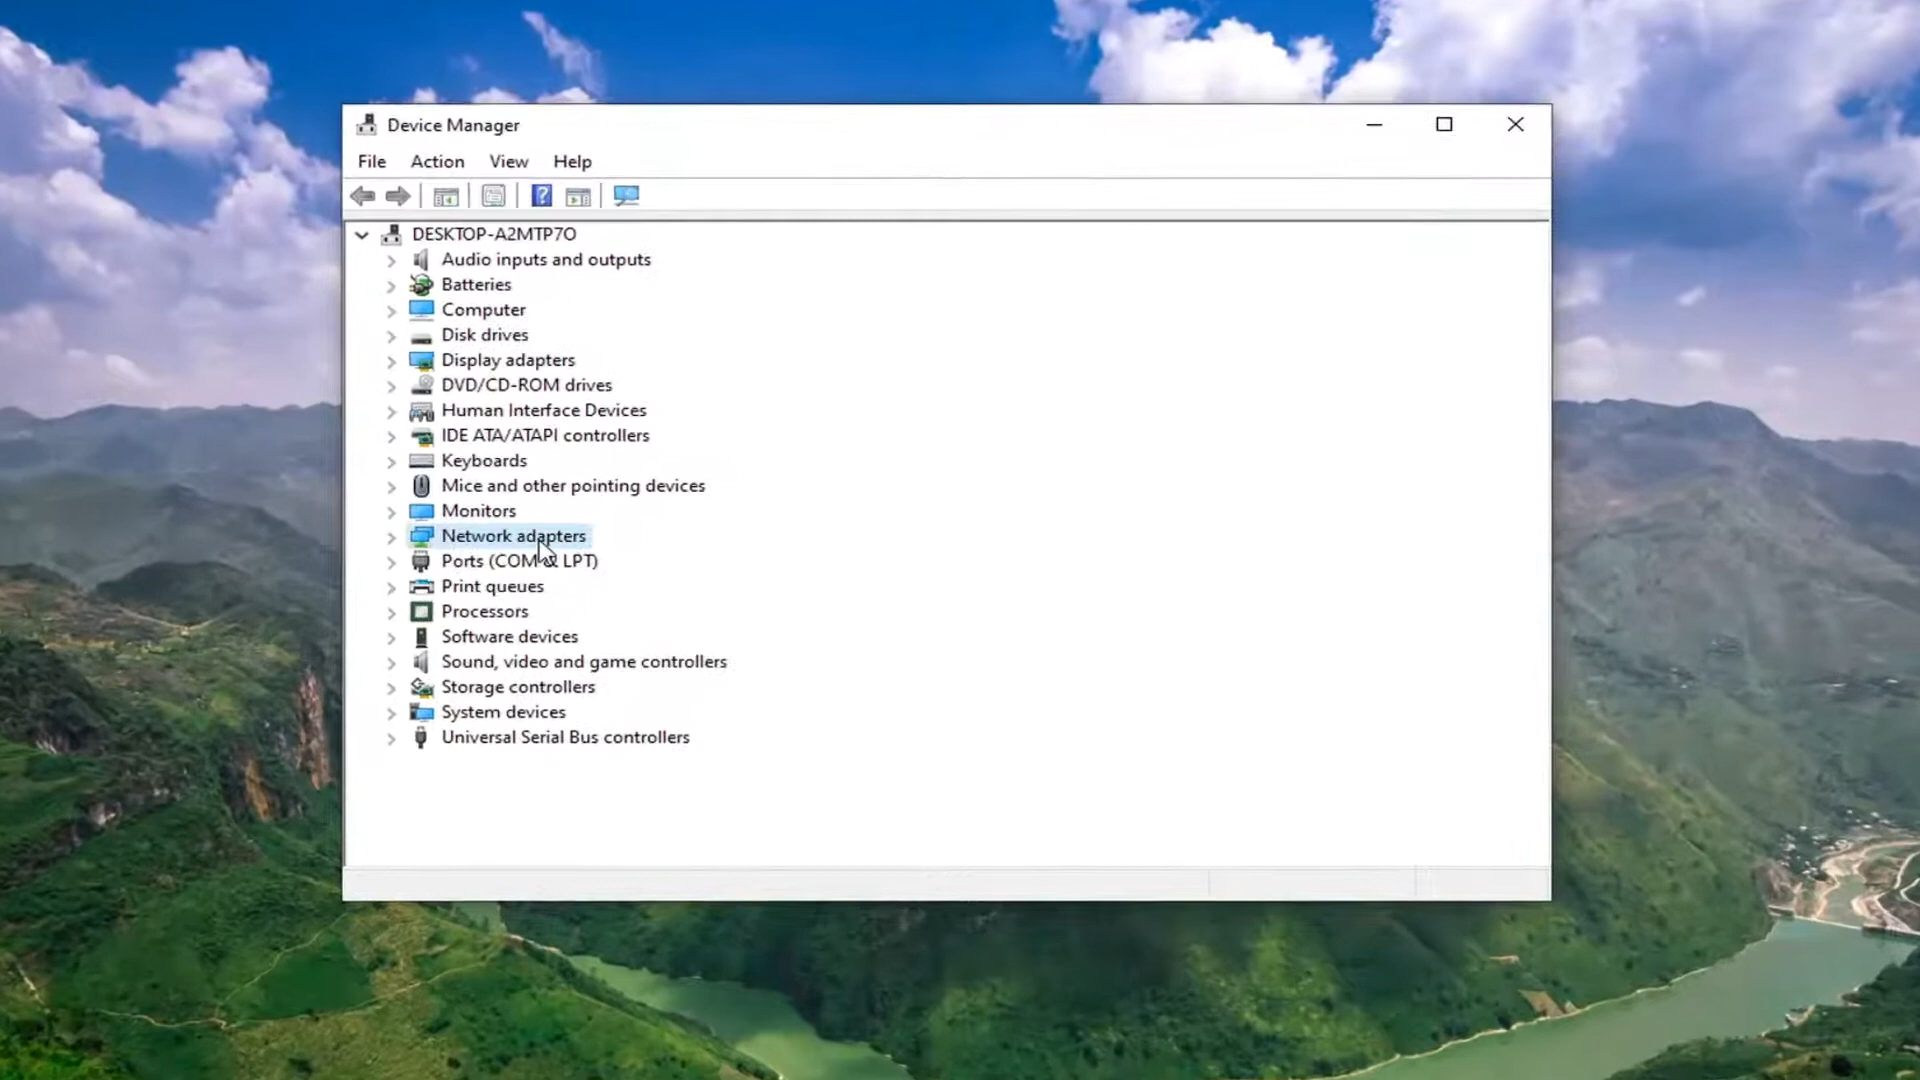 Device Manager
File Action View Help
DESKTOP-A2MTP7O
Audio inputs and outputs
Batteries
Computer
Disk drives
Display adapters
DVD/CD-ROM drives
Human Interface Devices
IDE ATA/ATAPI controllers
Keyboards
Mice and other pointing devices
Monitors
Network adapters
Ports (COM & LPT)
Print queues
Processors
Software devices
Sound, video and game controllers
Storage controllers
System devices
Universal Serial Bus controllers